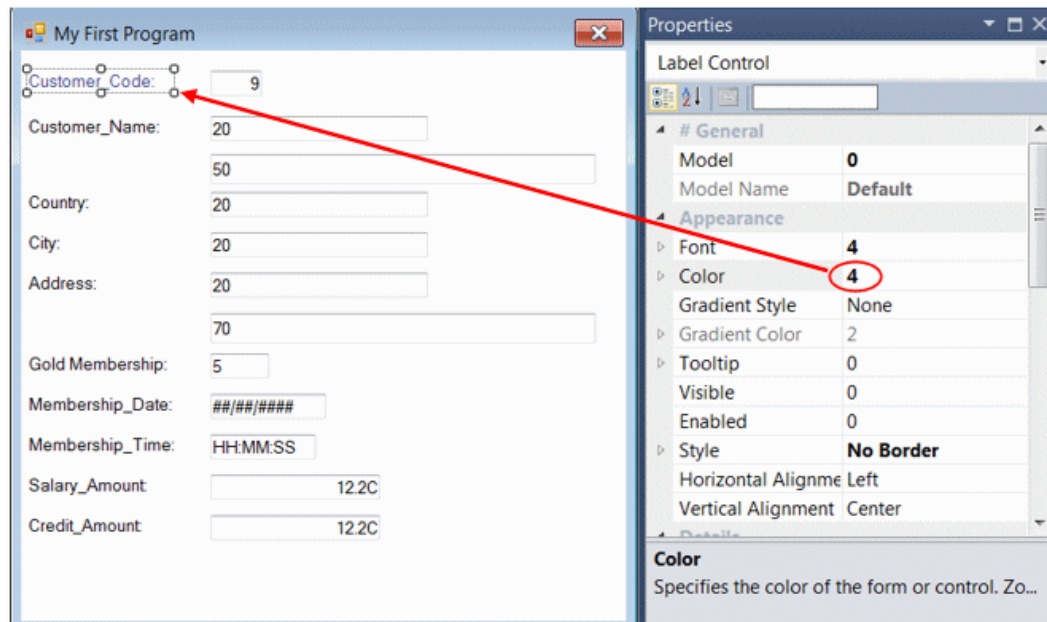 My First Program
Customer_Code: 9
Customer_Name: 20
50
Country: 20
City: 20
Address: 20
70
Gold Membership: 5
Membership_Date: ##/##/####
Membership_Time: HH:MM:SS
Salary_Amount: 12.2C
Credit_Amount: 12.2C
Properties
Label Control
# General
Model 0
Model Name Default
Appearance
Font 4
Color 4
Gradient Style None
Gradient Color 2
Tooltip 0
Visible 0
Enabled 0
Style No Border
Horizontal Alignme Left
Vertical Alignment Center
Details
Color
Specifies the color of the form or control. Zo...